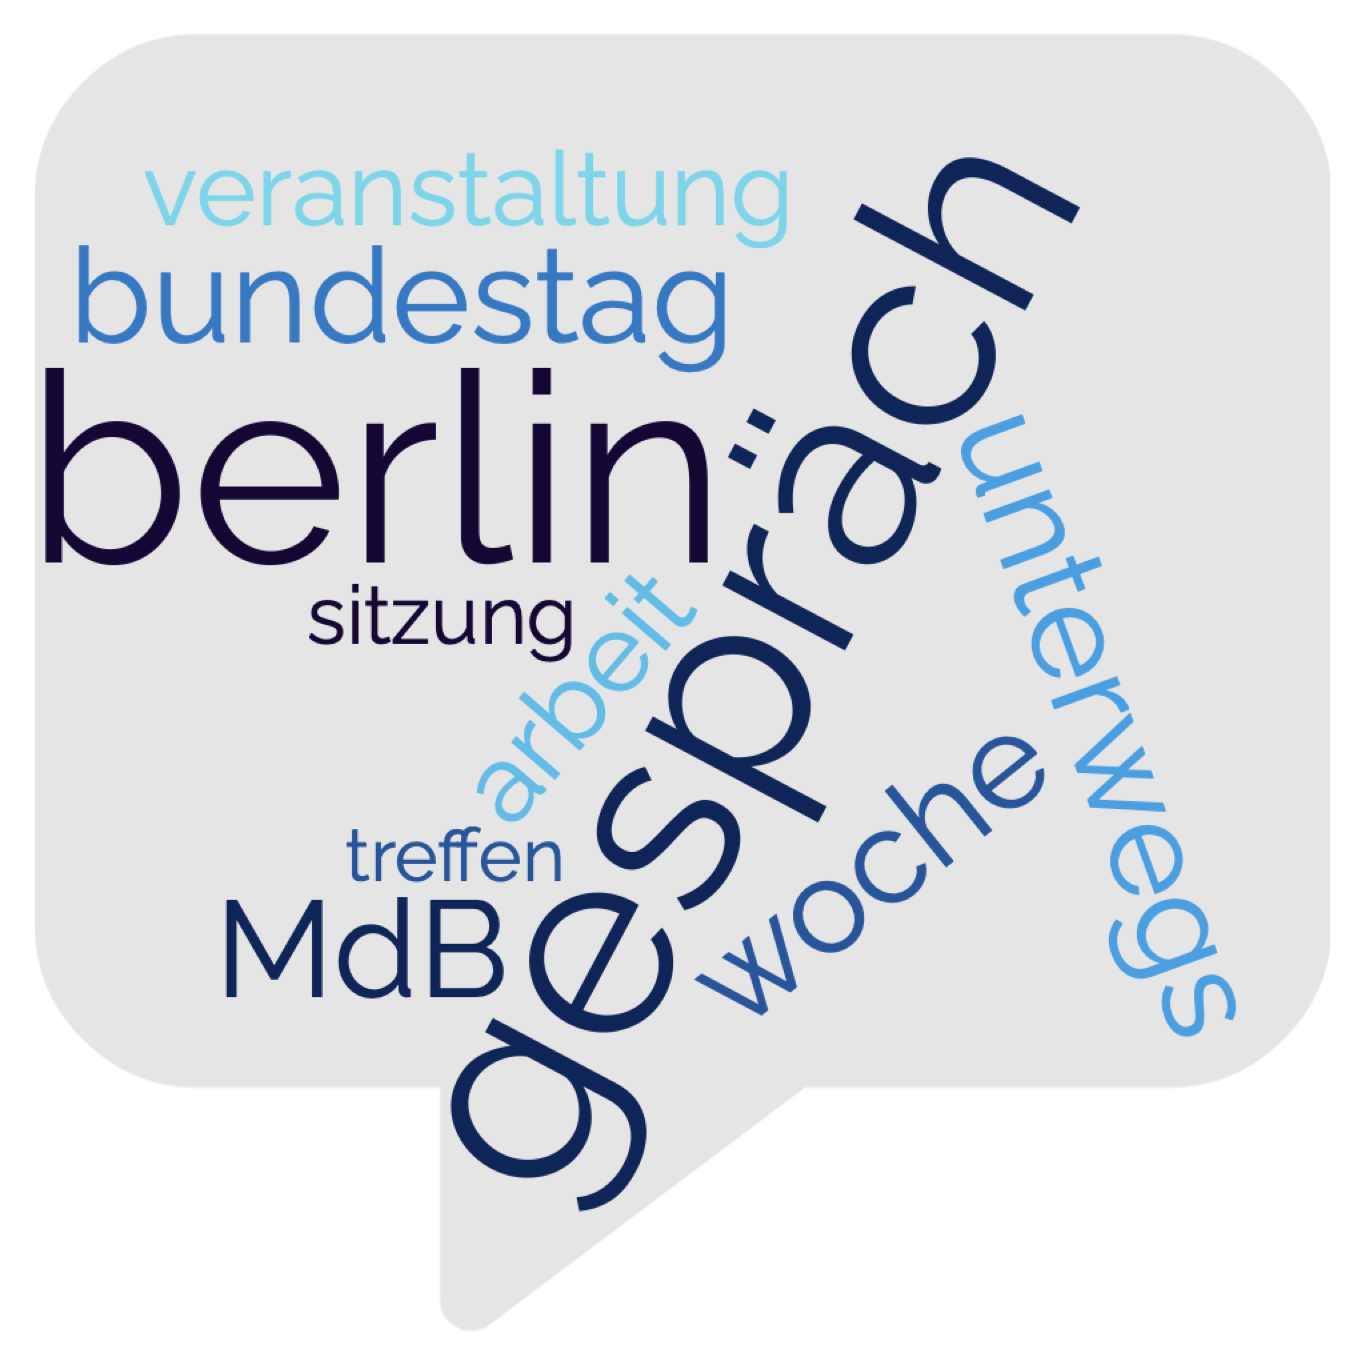 veranstaltung
bundestag
berlin
gespräch
unterwegs
sitzung
arbeit
woche
treffen
MdB